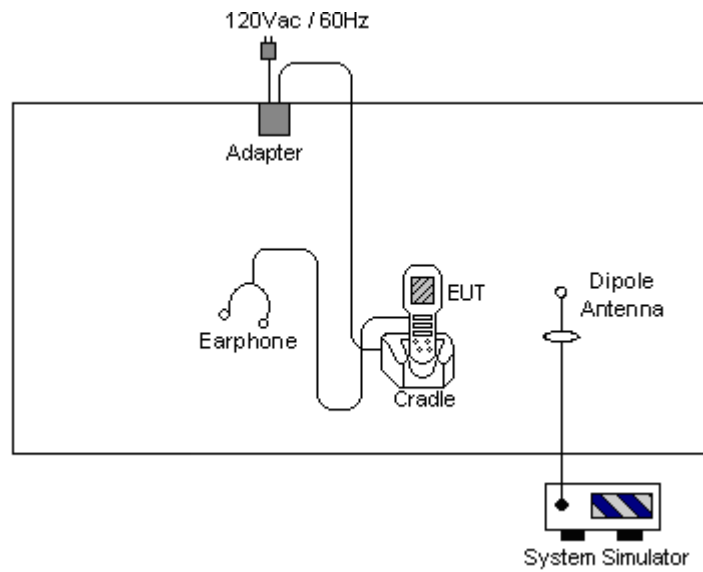 120Vac / 60Hz
Adapter
EUT
Dipole
Antenna
Earphone
Cradle
System Simulator